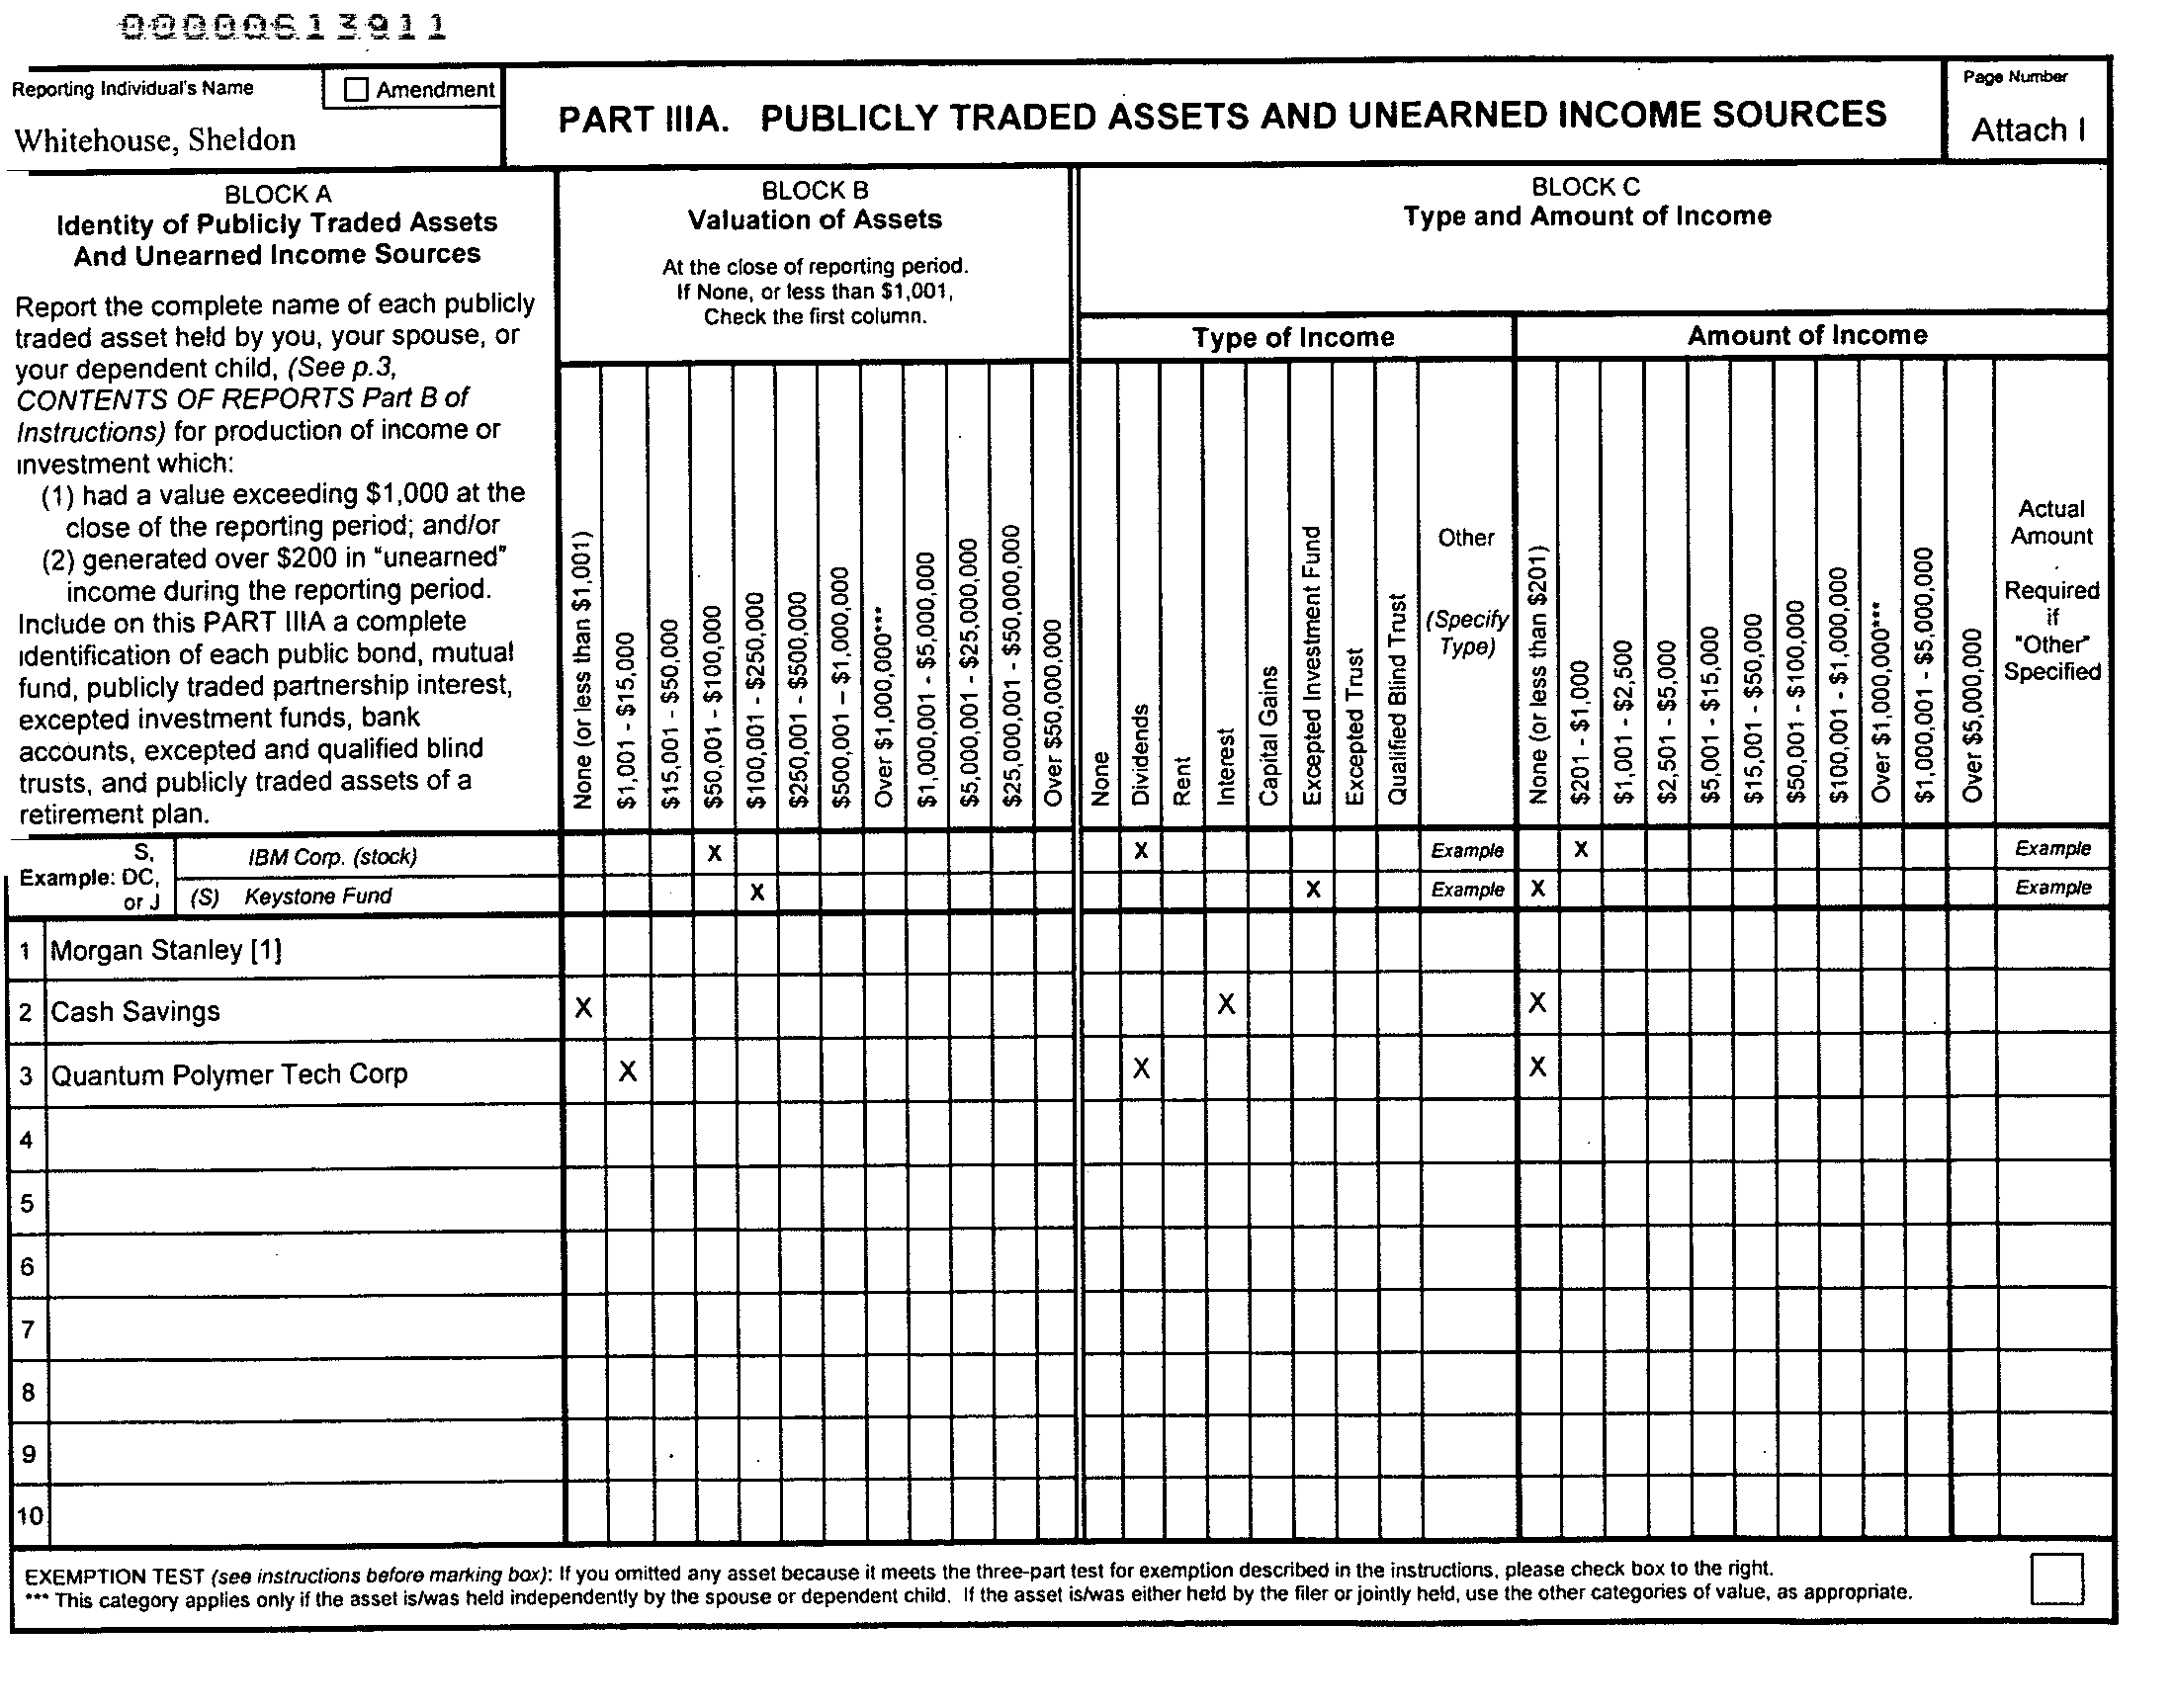 00000613911
Reporting Individual's Name
Amendment
Whitehouse, Sheldon
PART IIIA. PUBLICLY TRADED ASSETS AND UNEARNED INCOME SOURCES
Page Number
Attach I
BLOCK A
Identity of Publicly Traded Assets
And Unearned Income Sources
Report the complete name of each publicly
traded asset held by you, your spouse, or
your dependent child, (See p.3,
CONTENTS OF REPORTS Part B of
Instructions) for production of income or
investment which:
(1) had a value exceeding $1,000 at the
close of the reporting period; and/or
(2) generated over $200 in "unearned"
income during the reporting period.
Include on this PART IIIA a complete
identification of each public bond, mutual
fund, publicly traded partnership interest,
excepted investment funds, bank
accounts, excepted and qualified blind
trusts, and publicly traded assets of a
retirement plan.
BLOCK B
Valuation of Assets
At the close of reporting period.
If None, or less than $1,001,
Check the first column.
BLOCK C
Type and Amount of Income
Type of Income
Amount of Income
None (or less than $1,001)
$1,001 - $15,000
$15,001 - $50,000
$50,001 - $100,000
$100,001 - $250,000
$250,001 - $500,000
$500,001 – $1,000,000
Over $1,000,000***
$1,000,001 - $5,000,000
$5,000,001 - $25,000,000
$25,000,001 - $50,000,000
Over $50,000,000
None
Dividends
Rent
Interest
Capital Gains
Excepted Investment Fund
Excepted Trust
Qualified Blind Trust
Other
(Specify
Type)
None (or less than $201)
$201 - $1,000
$1,001 - $2,500
$2,501 - $5,000
$5,001 - $15,000
$15,001 - $50,000
$50,001 - $100,000
$100,001 - $1,000,000
Over $1,000,000***
$1,000,001 - $5,000,000
Over $5,000,000
Actual
Amount
Required
if
"Other"
Specified
Example: S,
DC,
or J
IBM Corp. (stock) X X Example X Example
(S) Keystone Fund X X Example X Example
1 Morgan Stanley [1]
2 Cash Savings X X X
3 Quantum Polymer Tech Corp X X X
4
5
6
7
8
9
10
EXEMPTION TEST (see instructions before marking box): If you omitted any asset because it meets the three-part test for exemption described in the instructions, please check box to the right.
*** This category applies only if the asset is/was held independently by the spouse or dependent child. If the asset is/was either held by the filer or jointly held, use the other categories of value, as appropriate.